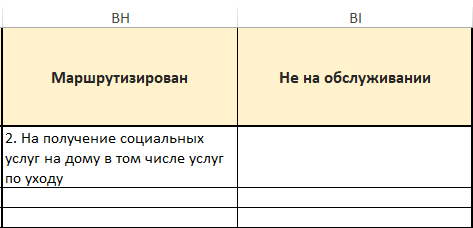 BH BI
Маршрутизирован Не на обслуживании
2. На получение социальных
услуг на дому в том числе услуг
по уходу